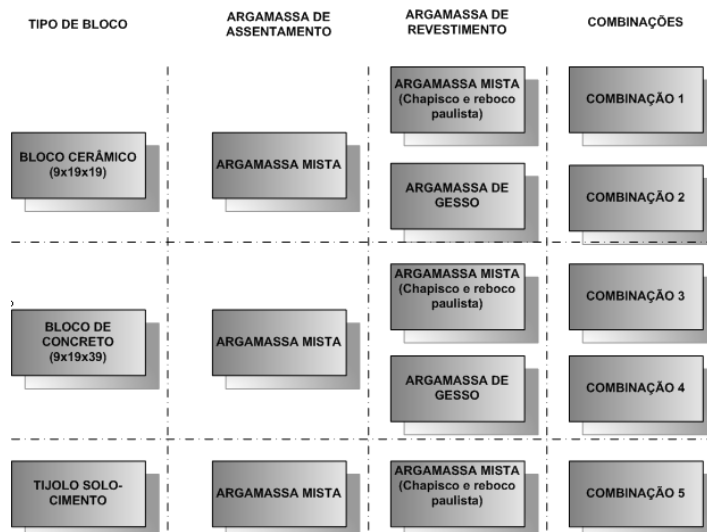 TIPO DE BLOCO
ARGAMASSA DE
ASSENTAMENTO
ARGAMASSA DE
REVESTIMENTO
COMBINAÇÕES
BLOCO CERÂMICO
(9x19x19)
ARGAMASSA MISTA
ARGAMASSA MISTA
(Chapisco e reboco
paulista)
COMBINAÇÃO 1
ARGAMASSA DE
GESSO
COMBINAÇÃO 2
BLOCO DE
CONCRETO
(9x19x39)
ARGAMASSA MISTA
ARGAMASSA MISTA
(Chapisco e reboco
paulista)
COMBINAÇÃO 3
ARGAMASSA DE
GESSO
COMBINAÇÃO 4
TIJOLO SOLO-
CIMENTO
ARGAMASSA MISTA
ARGAMASSA MISTA
(Chapisco e reboco
paulista)
COMBINAÇÃO 5